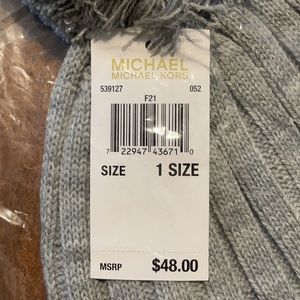 MICHAEL
MICHAEL KORS
539127 052
F21
7 22947 43671 0
SIZE 1 SIZE
MSRP $48.00